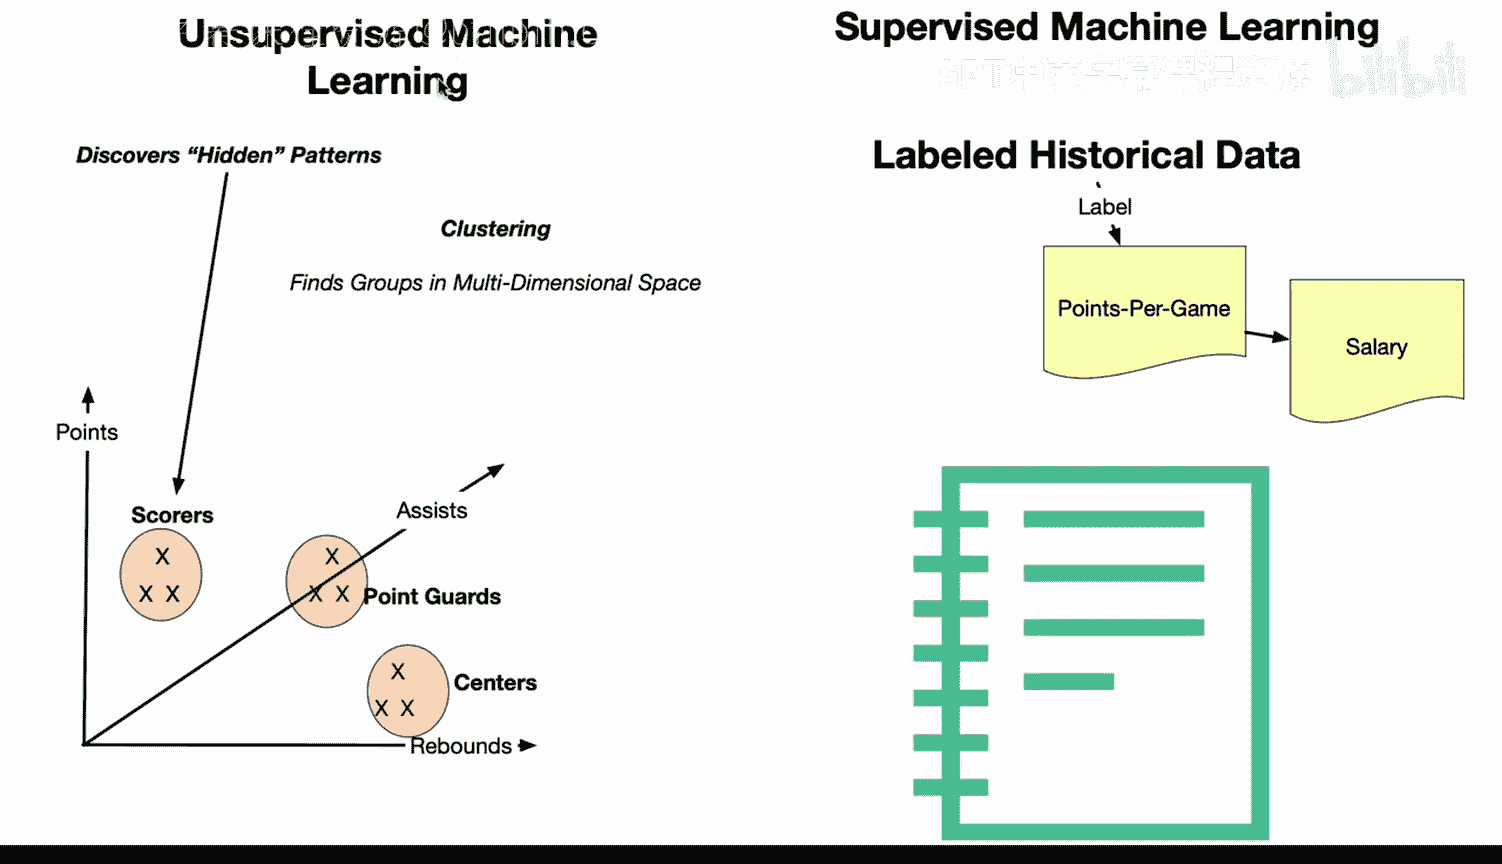 Unsupervised Machine
Learning
Discovers “Hidden” Patterns
Clustering
Finds Groups in Multi-Dimensional Space
Points
Scorers
X
X X
Assists
X
X X
Point Guards
X
X X
Centers
Rebounds
Supervised Machine Learning
bilibili
Labeled Historical Data
Label
Points-Per-Game
Salary